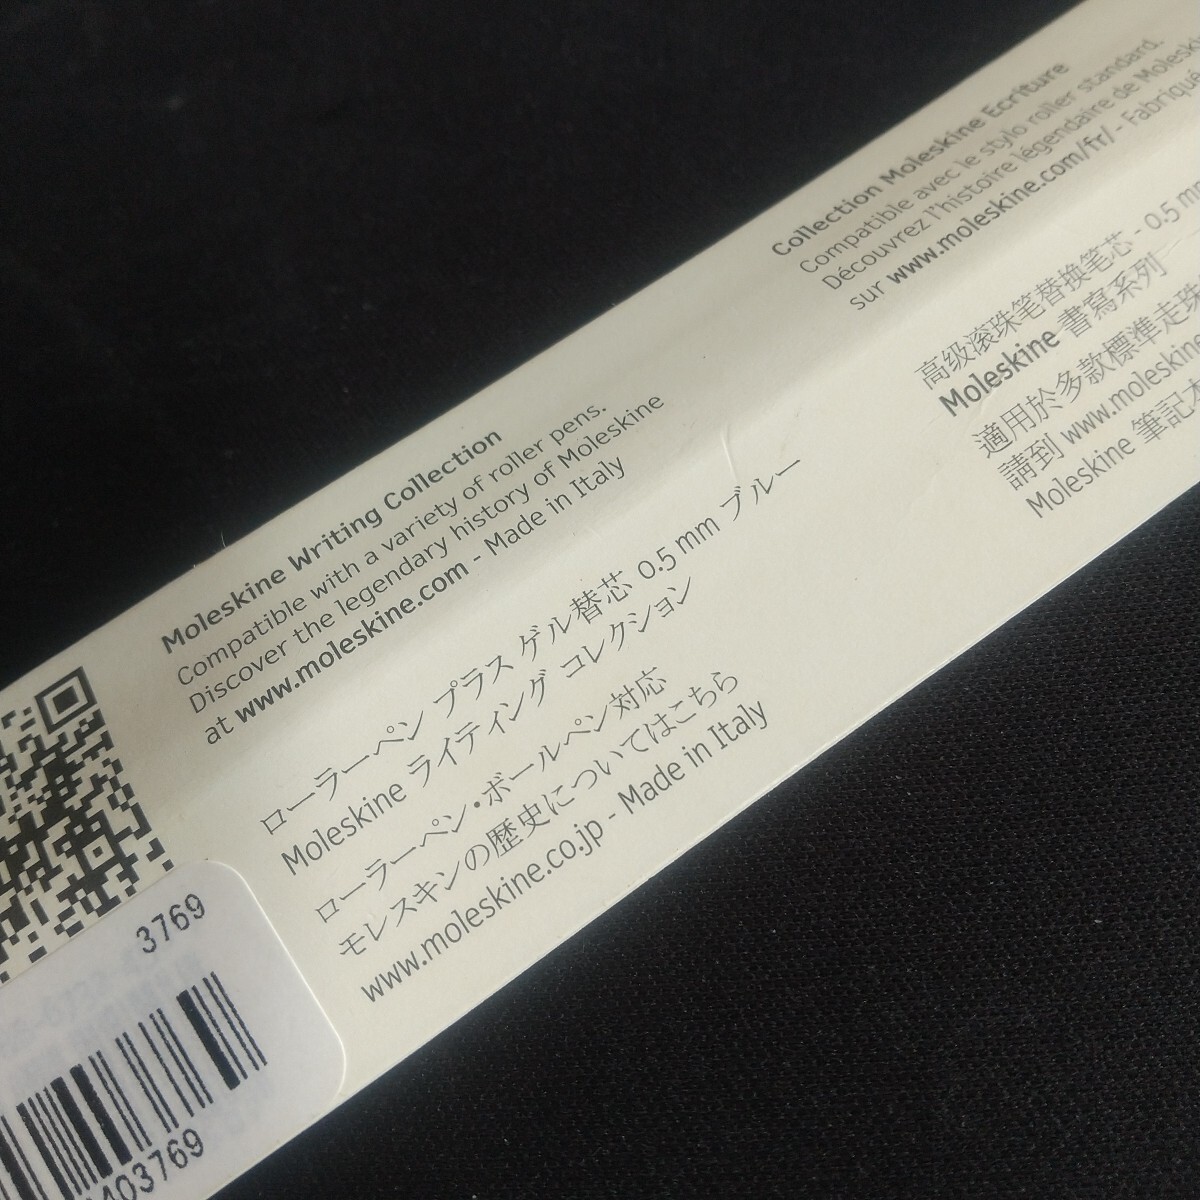 Moleskine Writing Collection
Compatible with a variety of roller pens.
Discover the legendary history of Moleskine
at www.moleskine.com - Made in Italy
ローラーペン プラス ゲル替芯 0.5 mm ブルー
Moleskine ライティング コレクション
ローラーペン・ボールペン対応
モレスキンの歴史についてはこちら
www.moleskine.co.jp - Made in Italy
Collection Moleskine Ecriture
Compatible avec le stylo roller standard.
Découvrez l'histoire légendaire de
sur www.moleskine.com/fr/ - Fabriqué
高级滚珠笔替换笔芯 - 0.5
Moleskine 書寫系列
適用於多款標準走珠
請到
Moleskine 筆記
3769
403769